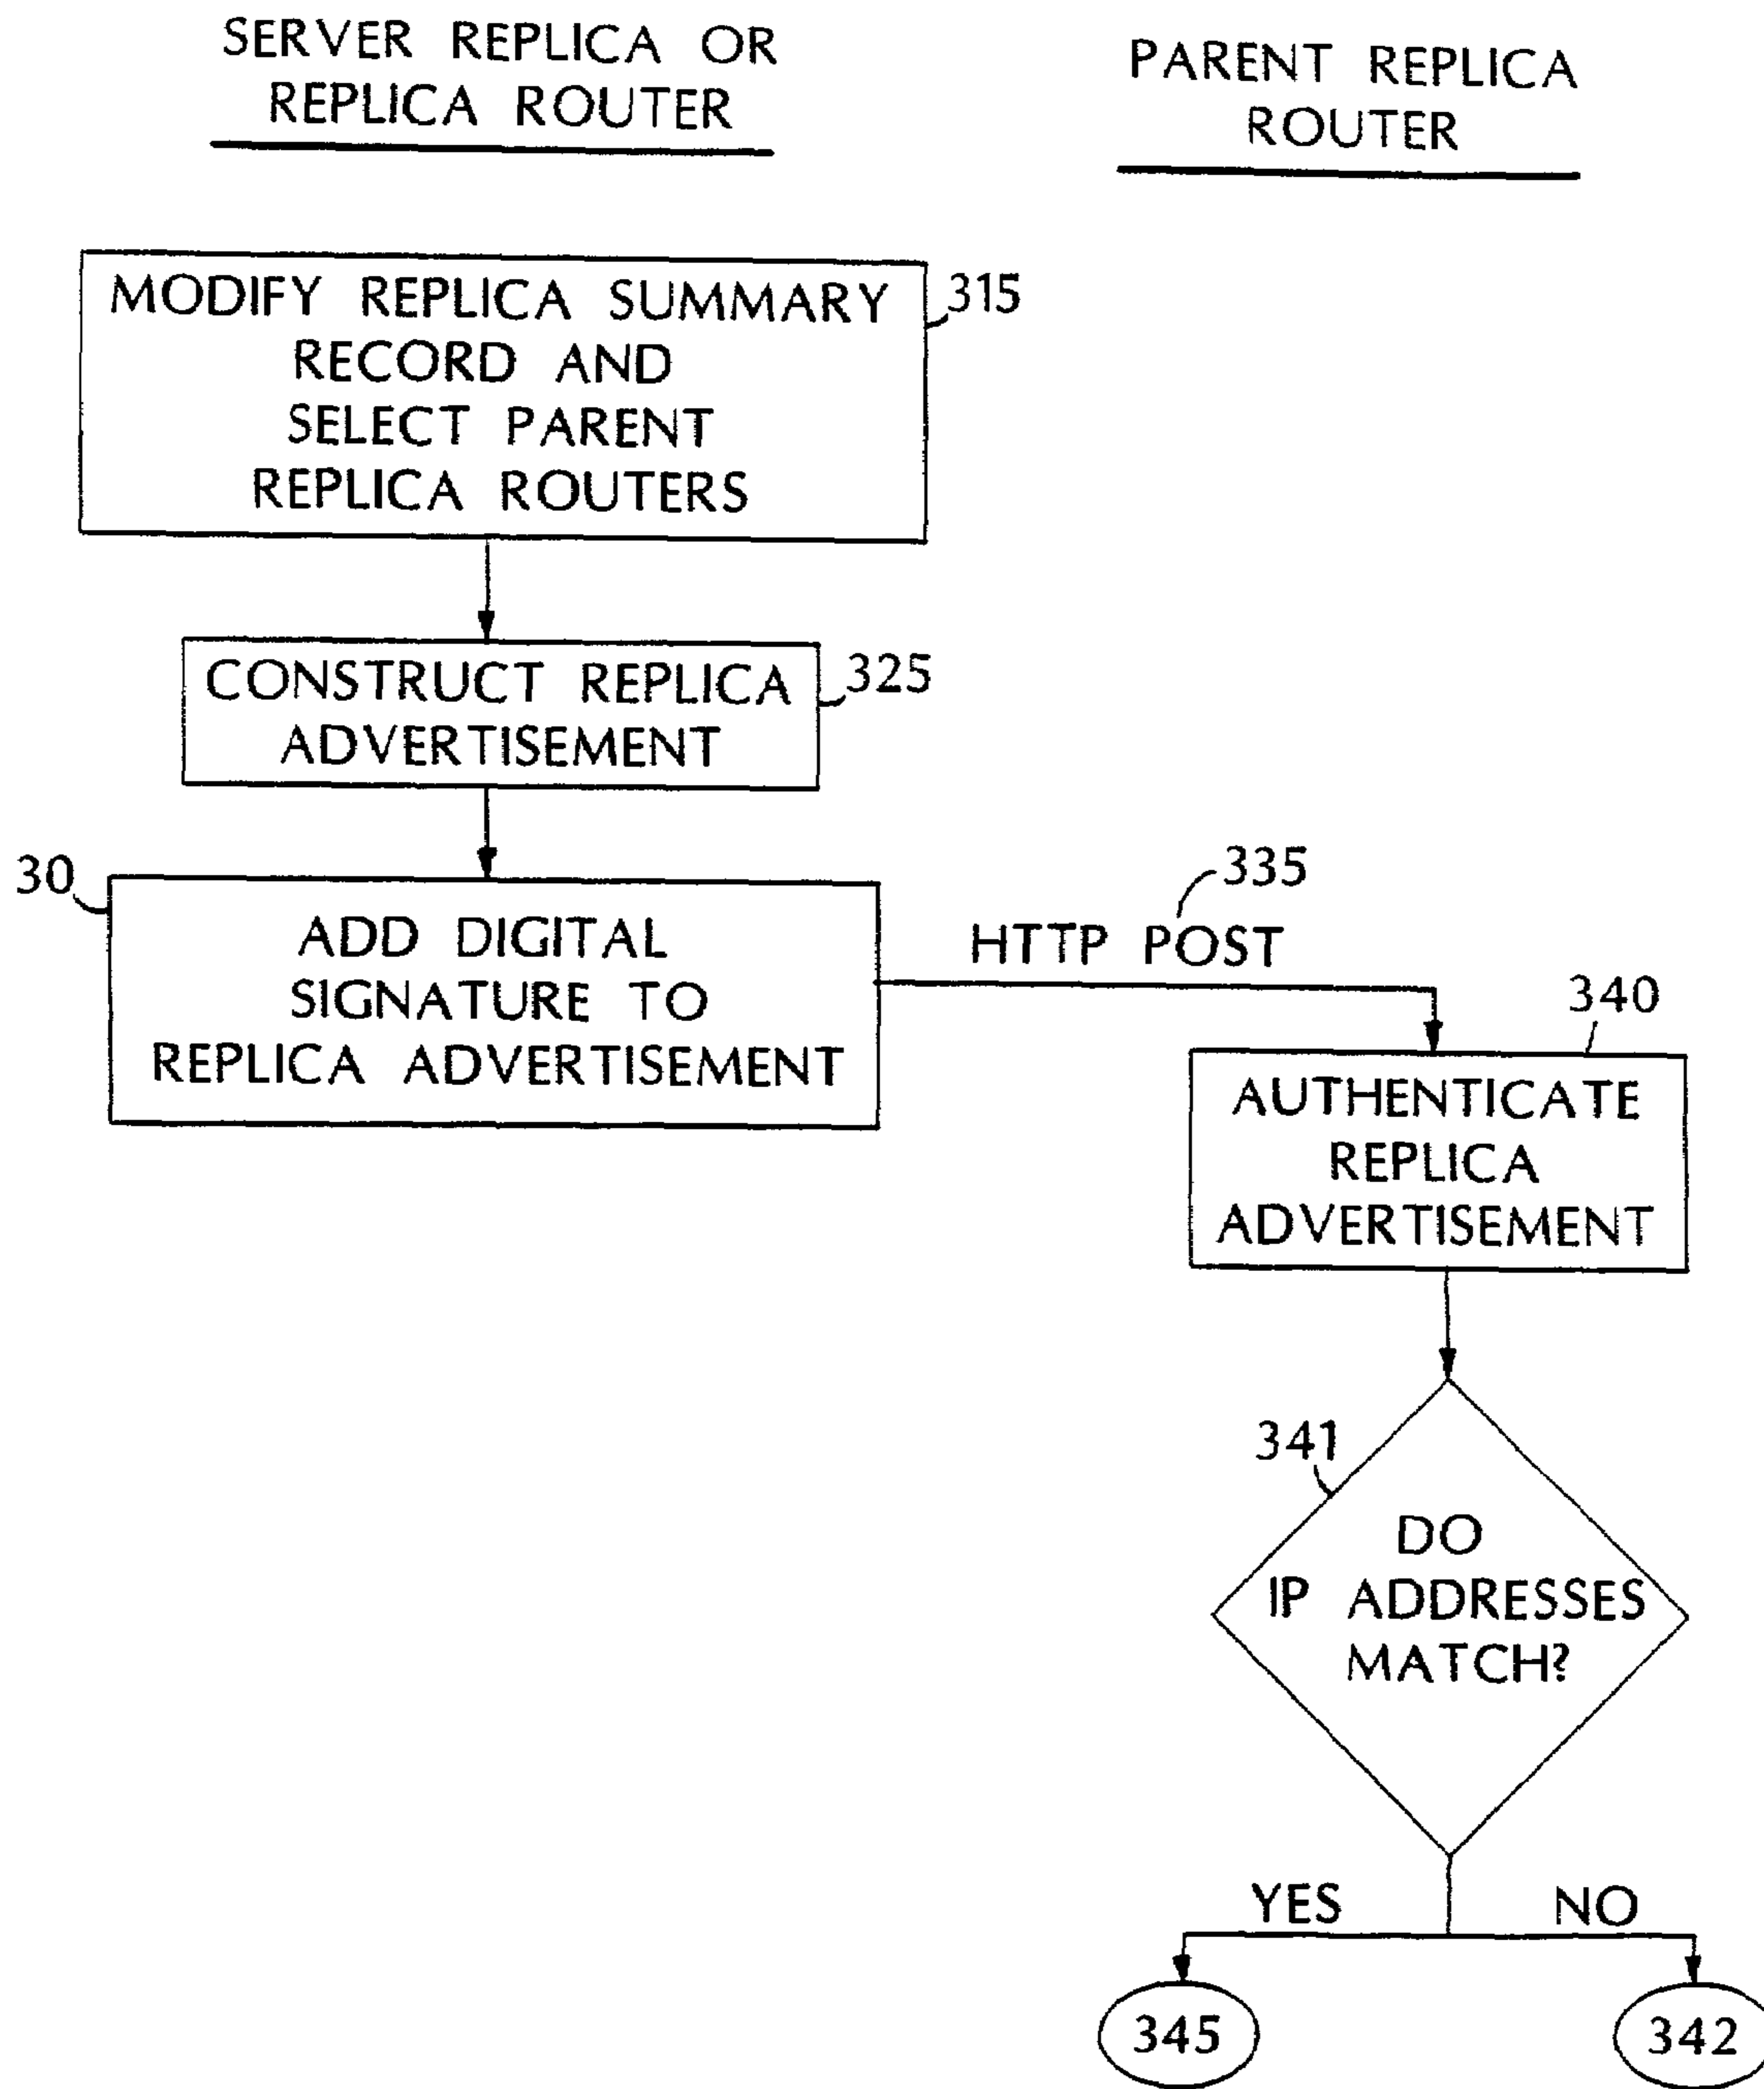 SERVER REPLICA OR
REPLICA ROUTER
PARENT REPLICA
ROUTER
MODIFY REPLICA SUMMARY
RECORD AND
SELECT PARENT
REPLICA ROUTERS
315
CONSTRUCT REPLICA
ADVERTISEMENT
325
30
ADD DIGITAL
SIGNATURE TO
REPLICA ADVERTISEMENT
335
HTTP POST
340
AUTHENTICATE
REPLICA
ADVERTISEMENT
341
DO
IP ADDRESSES
MATCH?
YES
NO
345
342